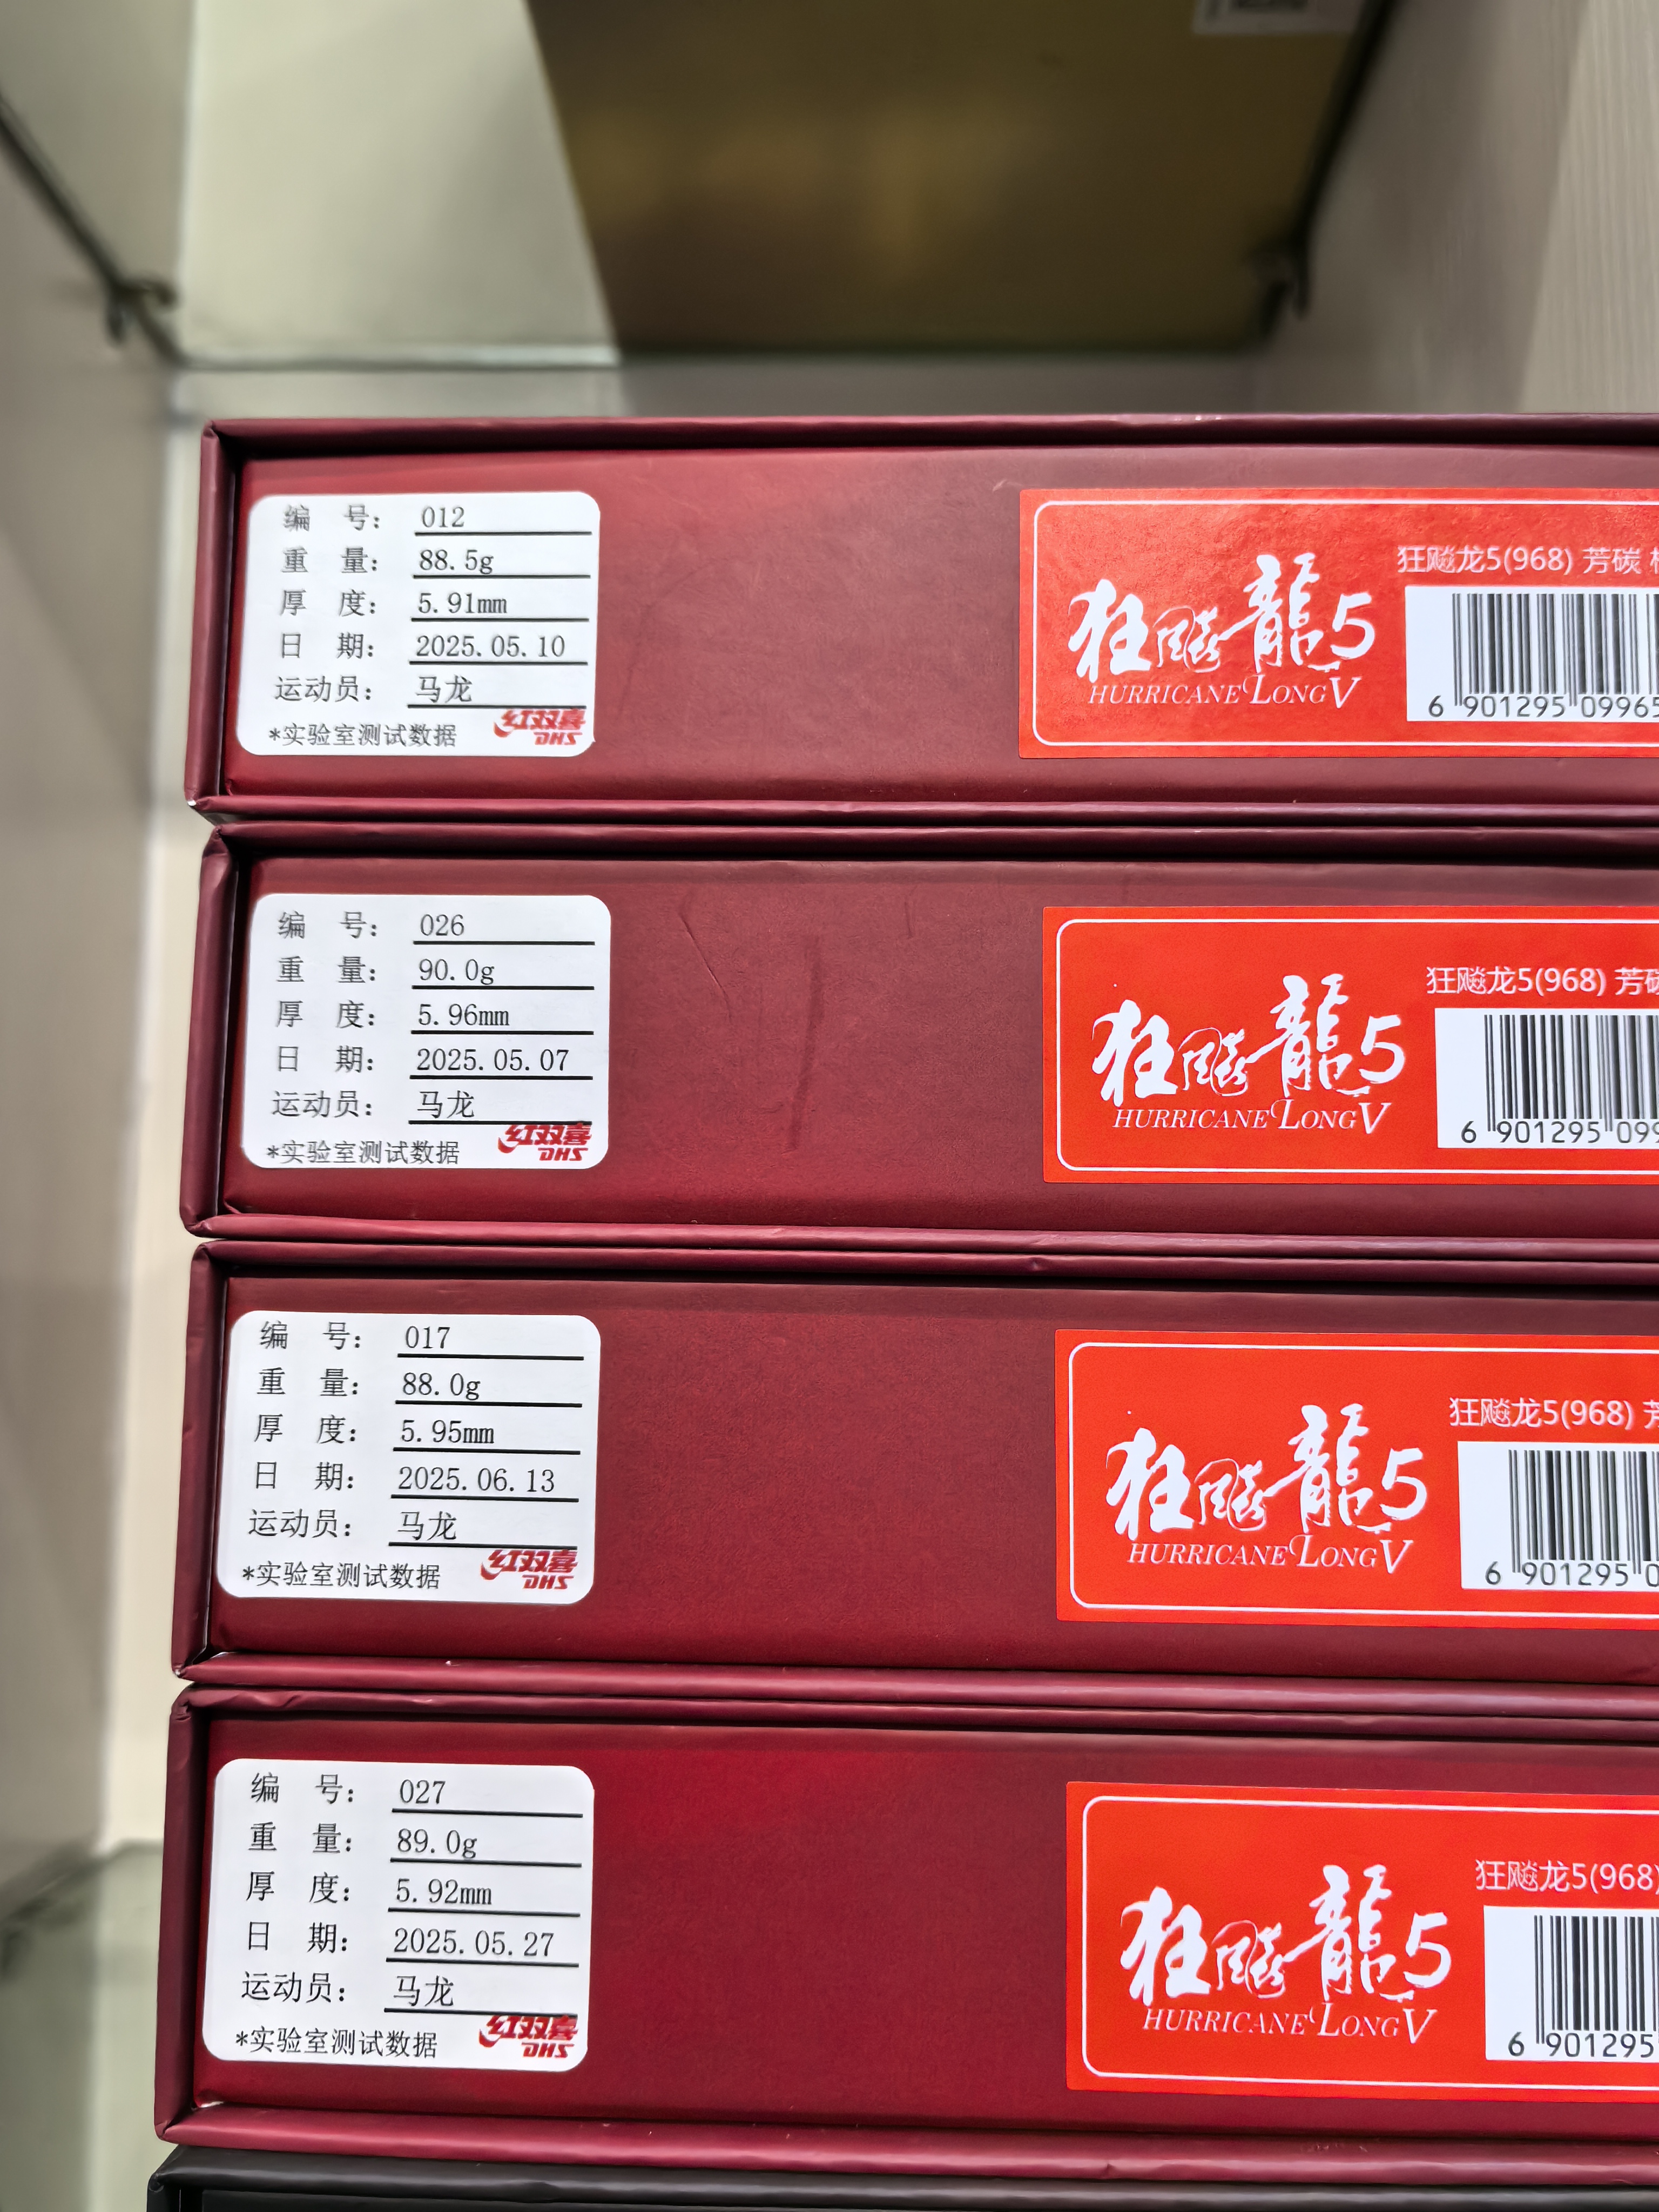 编 号: 012
重 量: 88.5g
厚 度: 5.91mm
日 期: 2025.05.10
运动员: 马龙
*实验室测试数据
红双喜
DHS
狂飚龙5(968) 芳碳
狂飚龍5
HURRICANE LONG V
6 901295 09965
编 号: 026
重 量: 90.0g
厚 度: 5.96mm
日 期: 2025.05.07
运动员: 马龙
*实验室测试数据
红双喜
DHS
狂飚龙5(968) 芳碳
狂飚龍5
HURRICANE LONG V
6 901295 099
编 号: 017
重 量: 88.0g
厚 度: 5.95mm
日 期: 2025.06.13
运动员: 马龙
*实验室测试数据
红双喜
DHS
狂飚龙5(968)
狂飚龍5
HURRICANE LONG V
6 901295 0
编 号: 027
重 量: 89.0g
厚 度: 5.92mm
日 期: 2025.05.27
运动员: 马龙
*实验室测试数据
红双喜
DHS
狂飚龙5(968)
狂飚龍5
HURRICANE LONG V
6 901295